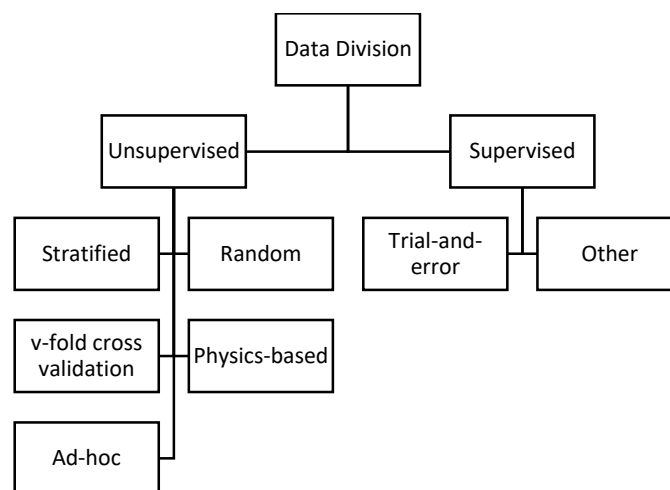 Data Division
Unsupervised
Supervised
Stratified
Random
Trial-and-
error
Other
v-fold cross
validation
Physics-based
Ad-hoc